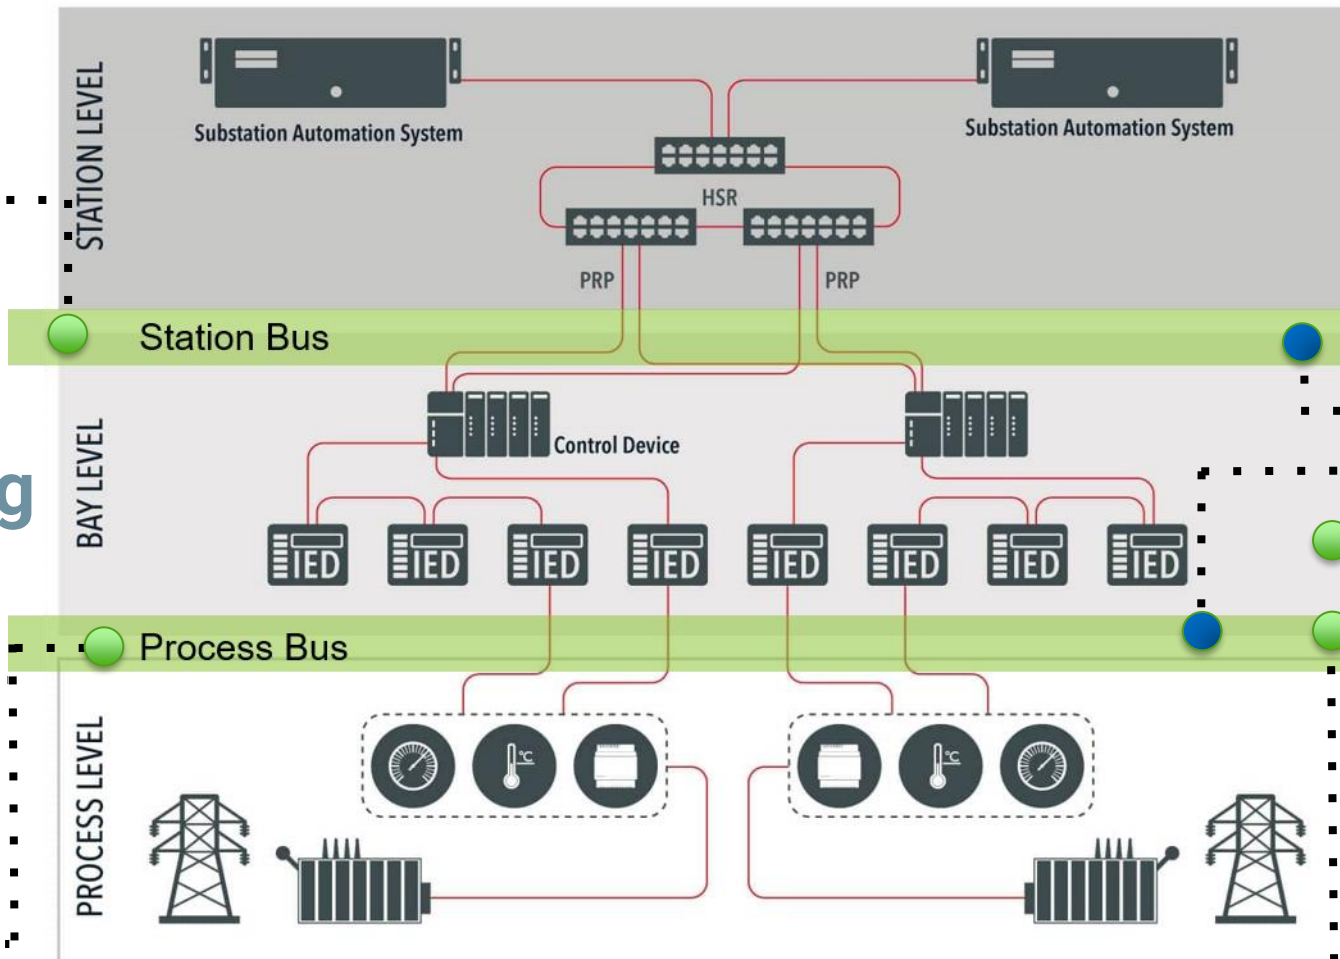 STATION LEVEL
Substation Automation System
Substation Automation System
HSR
PRP
PRP
Station Bus
BAY LEVEL
Control Device
g
IED
IED
IED
IED
IED
IED
IED
IED
Process Bus
PROCESS LEVEL
°C
°C